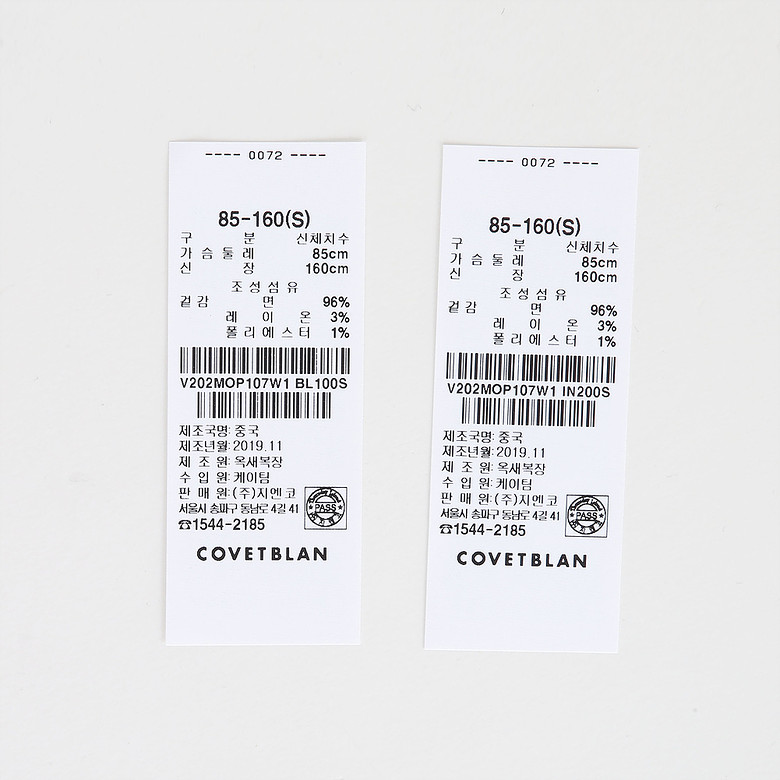 ---- 0072 ----
85-160(S)
구 분 신체치수
가슴둘레 85cm
신 장 160cm
조성섬유
겉감 면 96%
레이온 3%
폴리에스터 1%
V202MOP107W1 BL100S
제조국명: 중국
제조년월: 2019.11
제 조 원: 옥새복장
수 입 원: 케이팀
판 매 원: (주)지엔코
서울시 송파구 동남로 4길 41
☎1544-2185
PASS
COVETBLAN
---- 0072 ----
85-160(S)
구 분 신체치수
가슴둘레 85cm
신 장 160cm
조성섬유
겉감 면 96%
레이온 3%
폴리에스터 1%
V202MOP107W1 IN200S
제조국명: 중국
제조년월: 2019.11
제 조 원: 옥새복장
수 입 원: 케이팀
판 매 원: (주)지엔코
서울시 송파구 동남로 4길 41
☎1544-2185
PASS
COVETBLAN